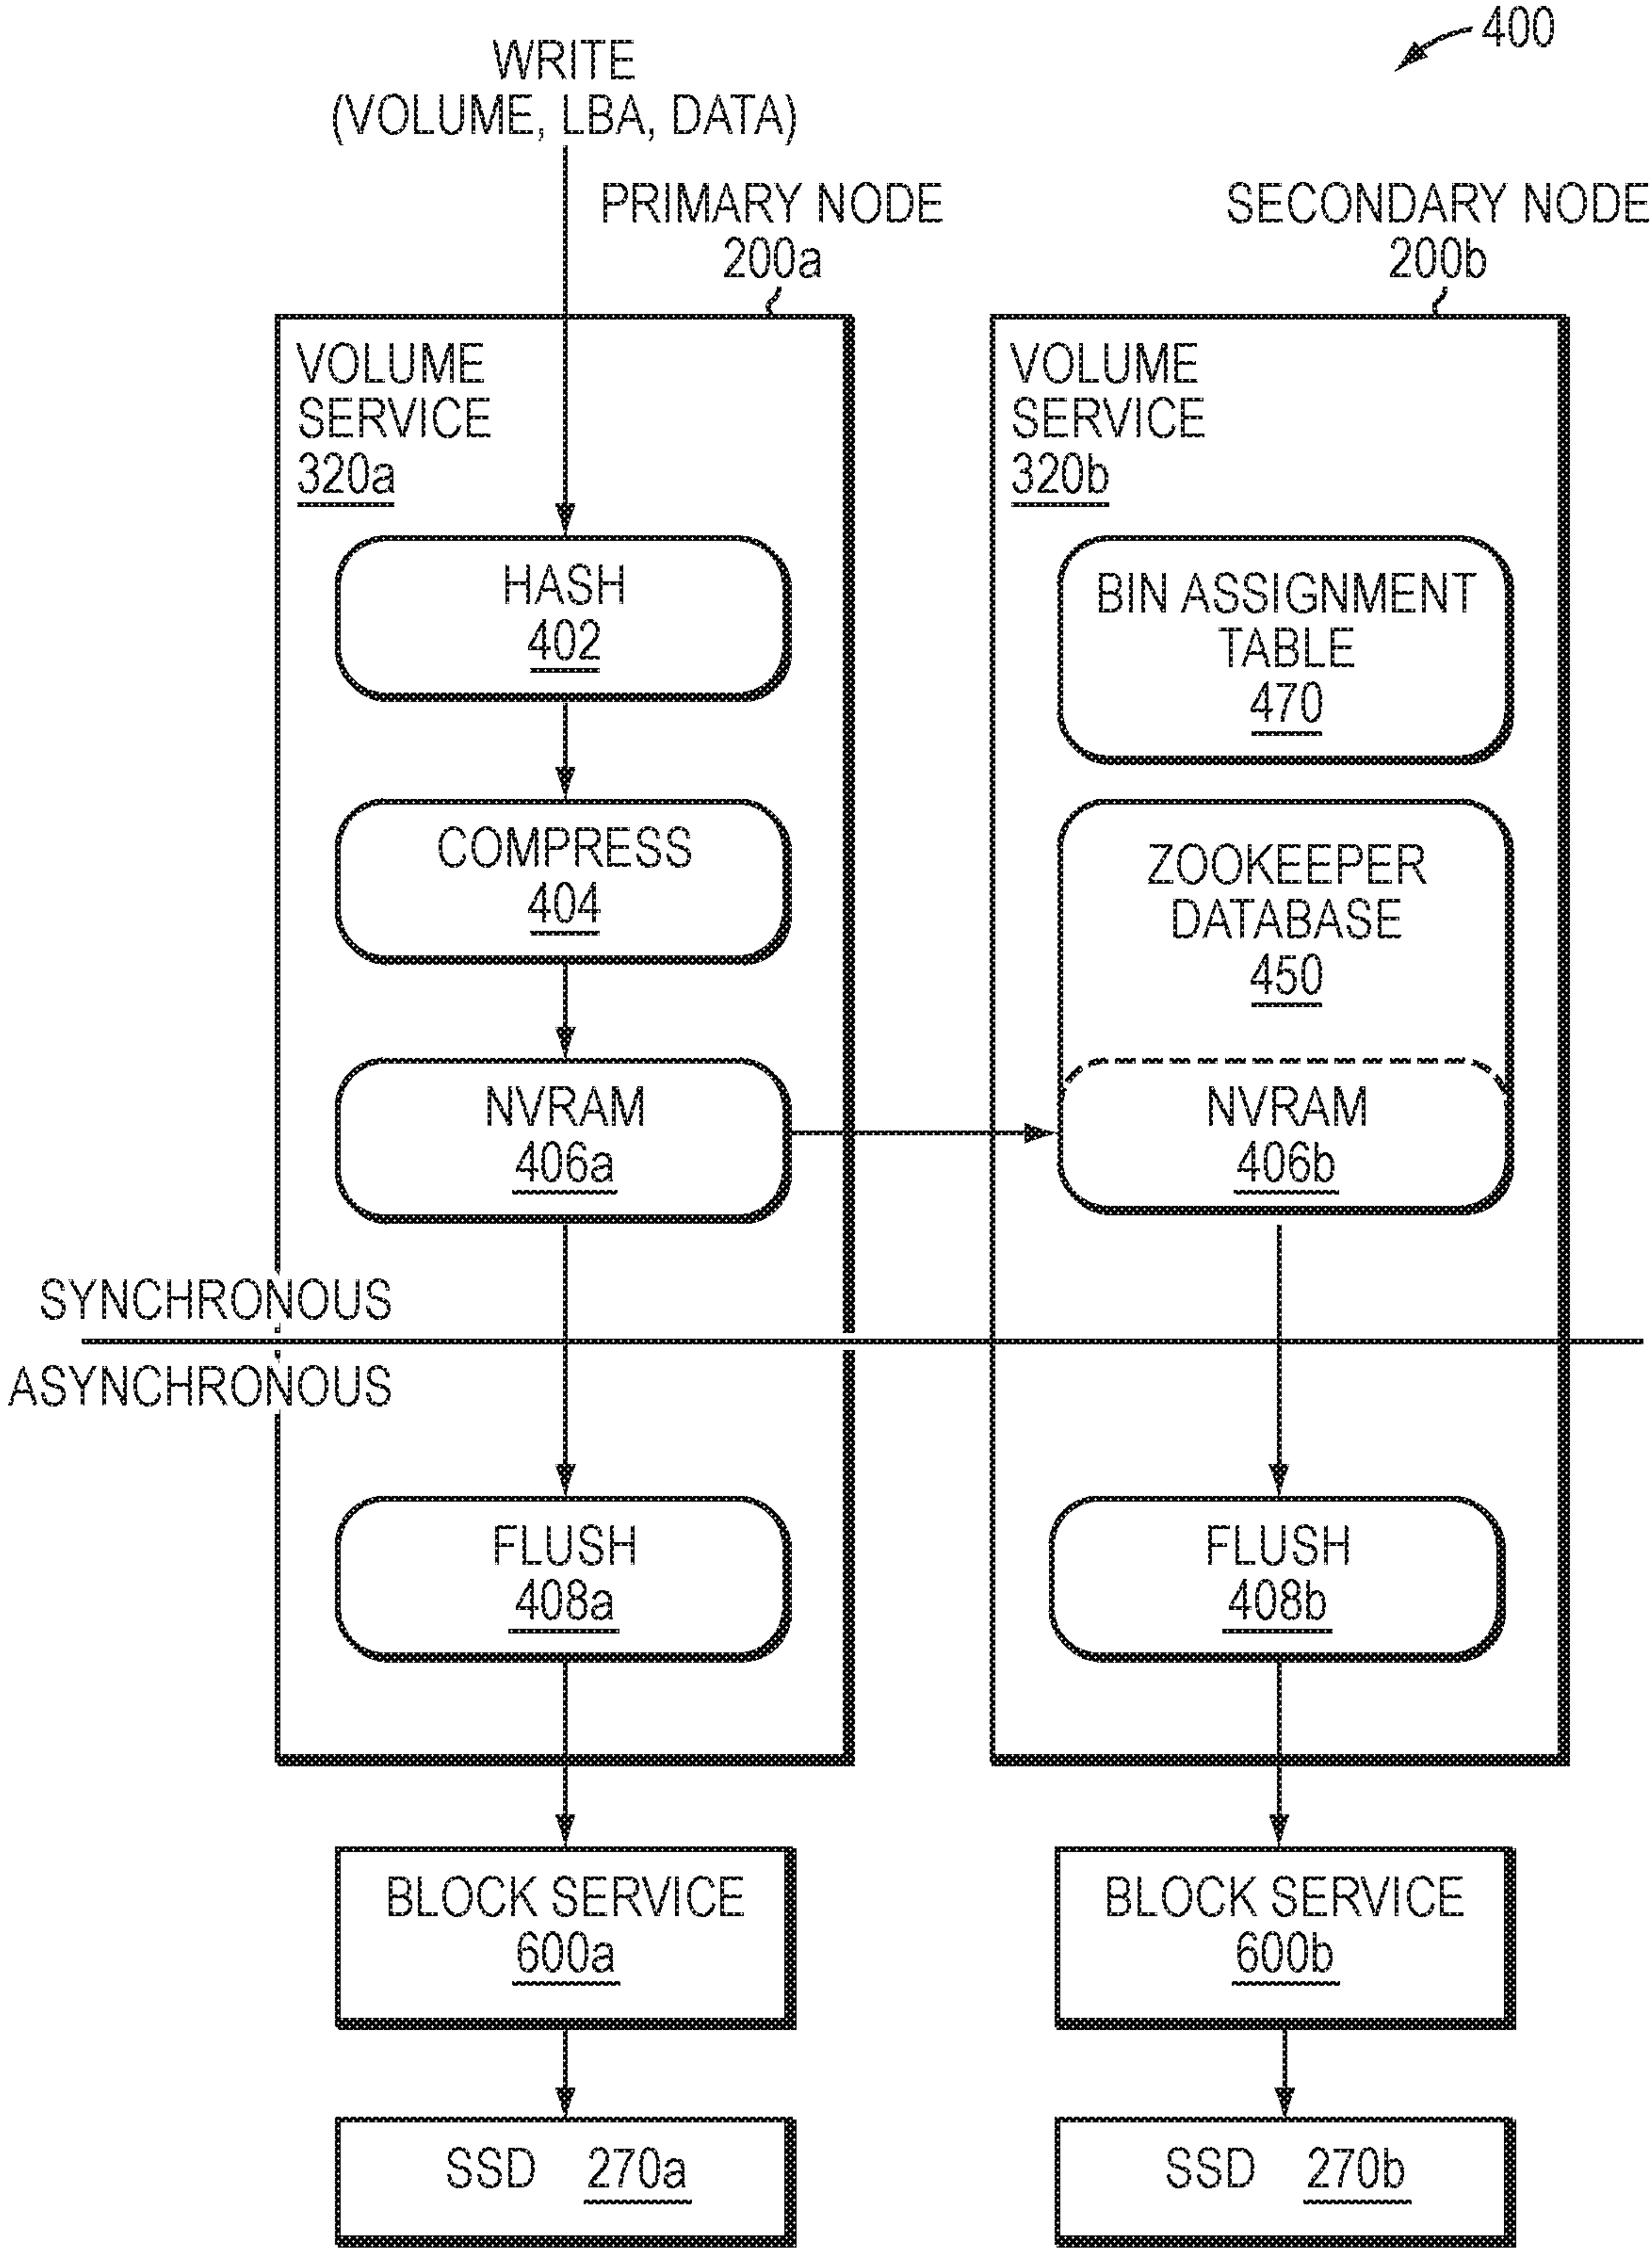 400
WRITE
(VOLUME, LBA, DATA)
PRIMARY NODE
200a
SECONDARY NODE
200b
VOLUME
SERVICE
320a
HASH
402
COMPRESS
404
NVRAM
406a
VOLUME
SERVICE
320b
BIN ASSIGNMENT
TABLE
470
ZOOKEEPER
DATABASE
450
NVRAM
406b
SYNCHRONOUS
ASYNCHRONOUS
FLUSH
408a
FLUSH
408b
BLOCK SERVICE
600a
BLOCK SERVICE
600b
SSD 270a
SSD 270b